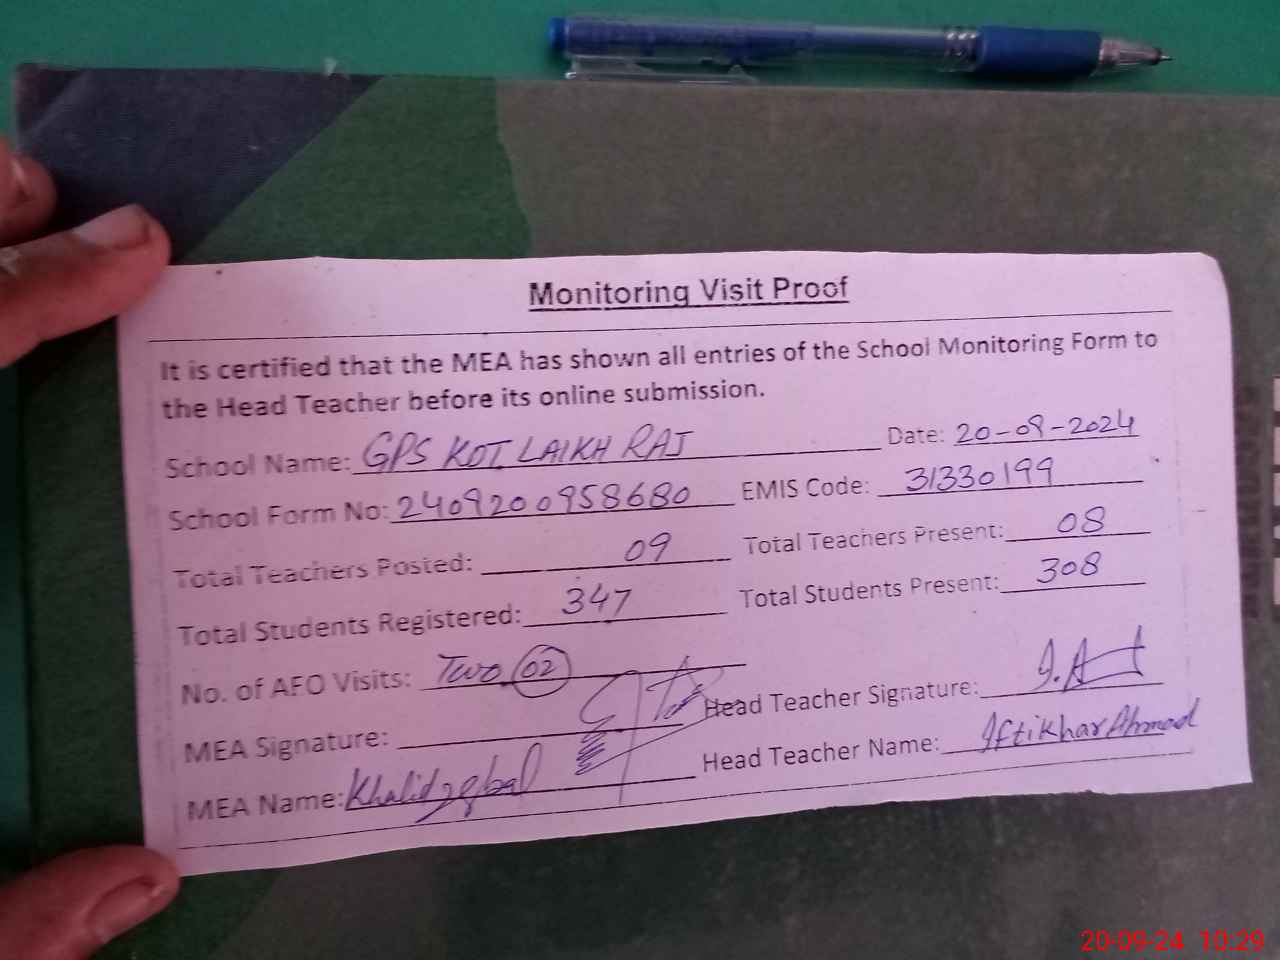 Monitoring Visit Proof
It is certified that the MEA has shown all entries of the School Monitoring Form to
the Head Teacher before its online submission.
School Name: GPS KOT LAIKH RAJ Date: 20-09-2024
School Form No: 2409200958680 EMIS Code: 31330199
Total Teachers Posted: 09 Total Teachers Present: 08
Total Students Registered: 347 Total Students Present: 308
No. of AEO Visits: Two 02
MEA Signature: Head Teacher Signature: I.A
MEA Name: Khalid Iqbal Head Teacher Name: Iftikhar Ahmad
20-09-24 10:29